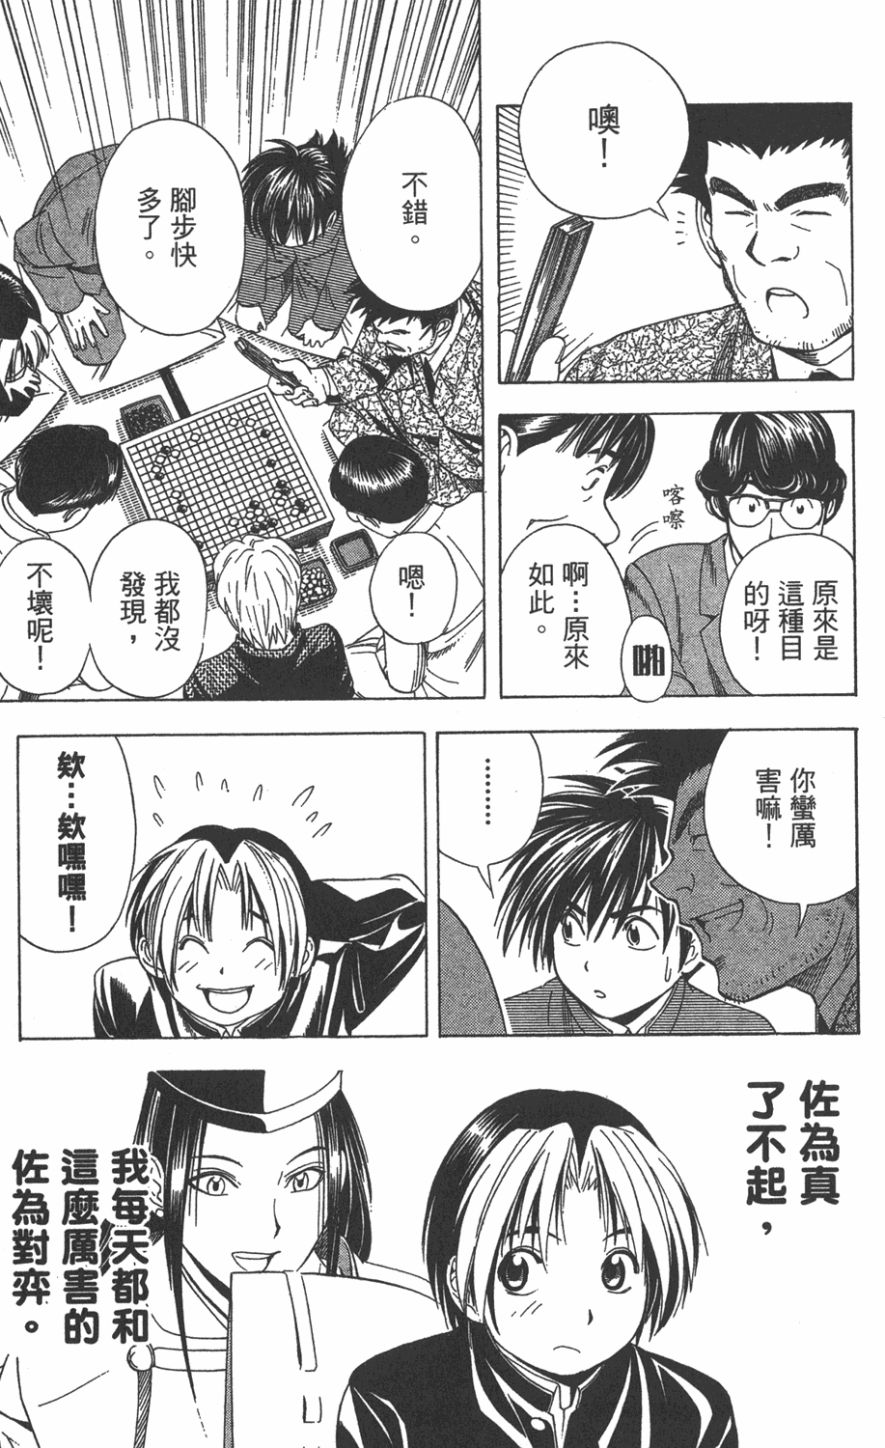 噢！
不錯。
腳步快
多了。
原來是
這種目
的呀！
喀嚓
啊…原來
如此。
啪
嗯！
我都沒
發現，
不壞呢！
你蠻厲
害嘛！
………
欸…欸嘿嘿！
佐為真
了不起，
我每天都和
這麼厲害的
佐為對弈。